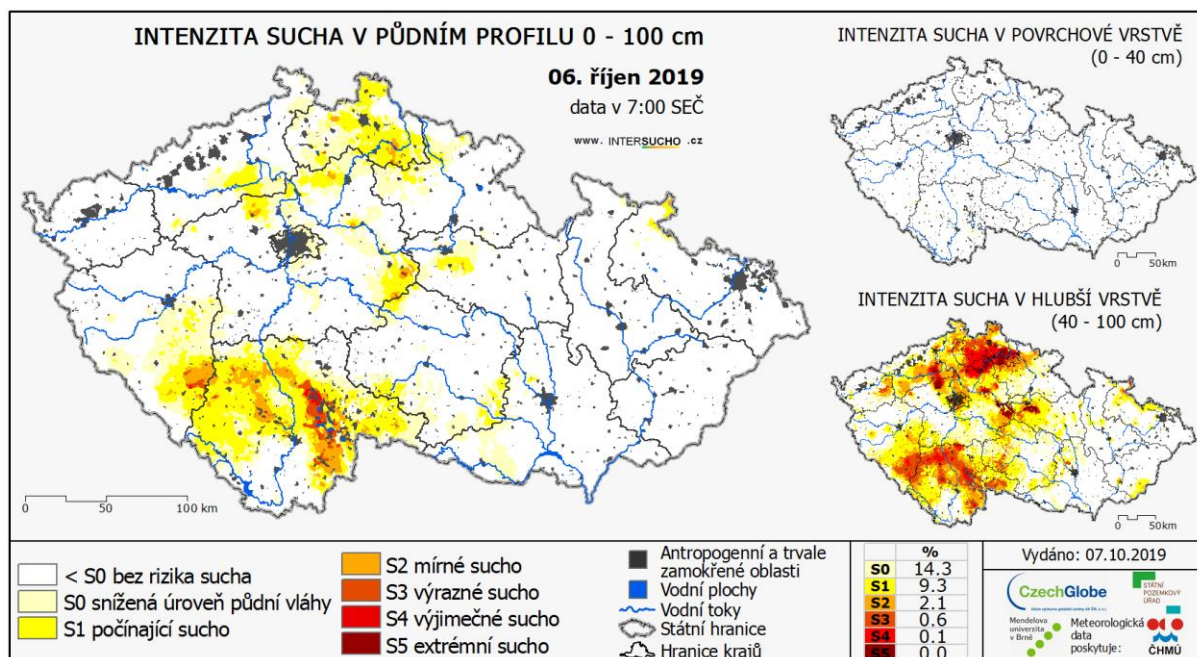 INTENZITA SUCHA V PŮDNÍM PROFILU 0 - 100 cm
06. říjen 2019
data v 7:00 SEČ
www. INTERSUCHO .cz
0 50 100 km
INTENZITA SUCHA V POVRCHOVÉ VRSTVĚ
(0 - 40 cm)
0 50km
INTENZITA SUCHA V HLUBŠÍ VRSTVĚ
(40 - 100 cm)
0 50km
< S0 bez rizika sucha
S0 snížená úroveň půdní vláhy
S1 počínající sucho
S2 mírné sucho
S3 výrazné sucho
S4 výjimečné sucho
S5 extrémní sucho
Antropogenní a trvale
zamokřené oblasti
Vodní plochy
Vodní toky
Státní hranice
Hranice krajů
%
S0 14.3
S1 9.3
S2 2.1
S3 0.6
S4 0.1
S5 0.0
Vydáno: 07.10.2019
CzechGlobe
STÁTNÍ
POZEMKOVÝ
ÚŘAD
Mendelova
univerzita
v Brně
Meteorologická
data
poskytuje:
ČHMÚ